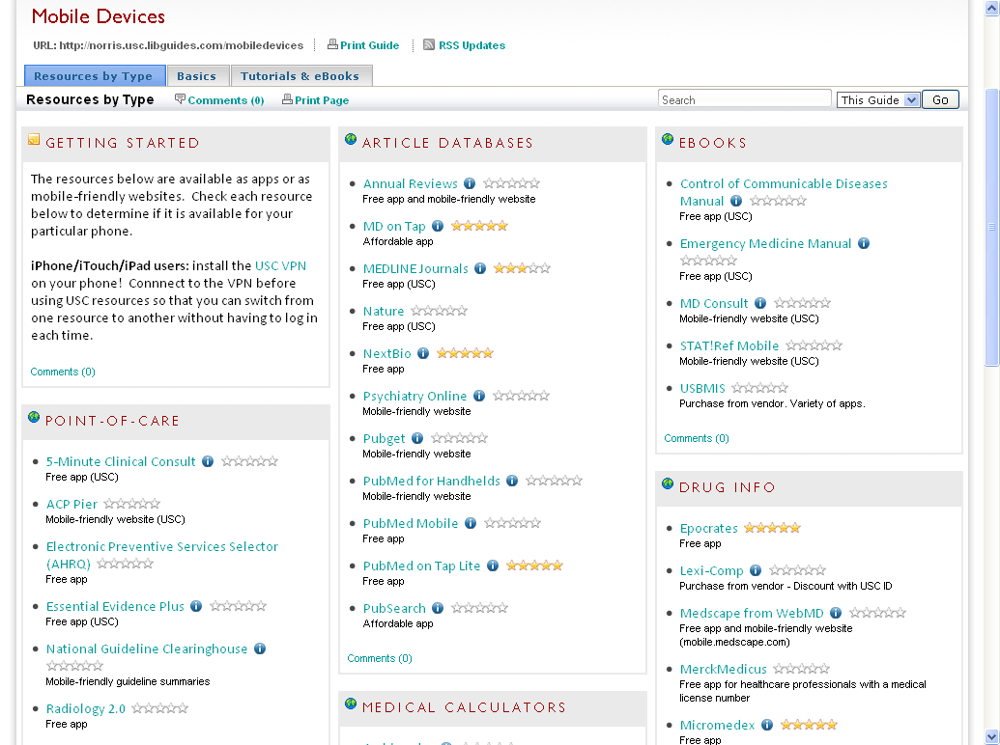 Mobile Devices
URL: http://norris.usc.libguides.com/mobiledevices Print Guide RSS Updates
Resources by Type Basics Tutorials & eBooks
Resources by Type Comments (0) Print Page Search This Guide Go
GETTING STARTED
The resources below are available as apps or as
mobile-friendly websites. Check each resource
below to determine if it is available for your
particular phone.
iPhone/iTouch/iPad users: install the USC VPN
on your phone! Connnect to the VPN before
using USC resources so that you can switch from
one resource to another without having to log in
each time.
Comments (0)
POINT-OF-CARE
5-Minute Clinical Consult
Free app (USC)
ACP Pier
Mobile-friendly website (USC)
Electronic Preventive Services Selector
(AHRQ)
Free app
Essential Evidence Plus
Free app (USC)
National Guideline Clearinghouse
Mobile-friendly guideline summaries
Radiology 2.0
Free app
ARTICLE DATABASES
Annual Reviews
Free app and mobile-friendly website
MD on Tap
Affordable app
MEDLINE Journals
Free app (USC)
Nature
Free app (USC)
NextBio
Free app
Psychiatry Online
Mobile-friendly website
Pubget
Mobile-friendly website
PubMed for Handhelds
Mobile-friendly website
PubMed Mobile
Free app
PubMed on Tap Lite
Free app
PubSearch
Affordable app
Comments (0)
MEDICAL CALCULATORS
EBOOKS
Control of Communicable Diseases
Manual
Free app (USC)
Emergency Medicine Manual
Free app (USC)
MD Consult
Mobile-friendly website (USC)
STAT!Ref Mobile
Mobile-friendly website (USC)
USBMIS
Purchase from vendor. Variety of apps.
Comments (0)
DRUG INFO
Epocrates
Free app
Lexi-Comp
Purchase from vendor - Discount with USC ID
Medscape from WebMD
Free app and mobile-friendly website
(mobile.medscape.com)
MerckMedicus
Free app for healthcare professionals with a medical
license number
Micromedex
Free app